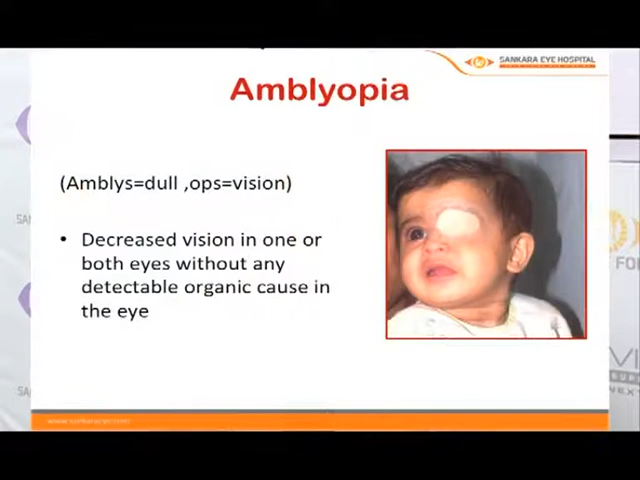 SANKARA EYE HOSPITAL
Amblyopia
(Amblys=dull ,ops=vision)
• Decreased vision in one or
both eyes without any
detectable organic cause in
the eye